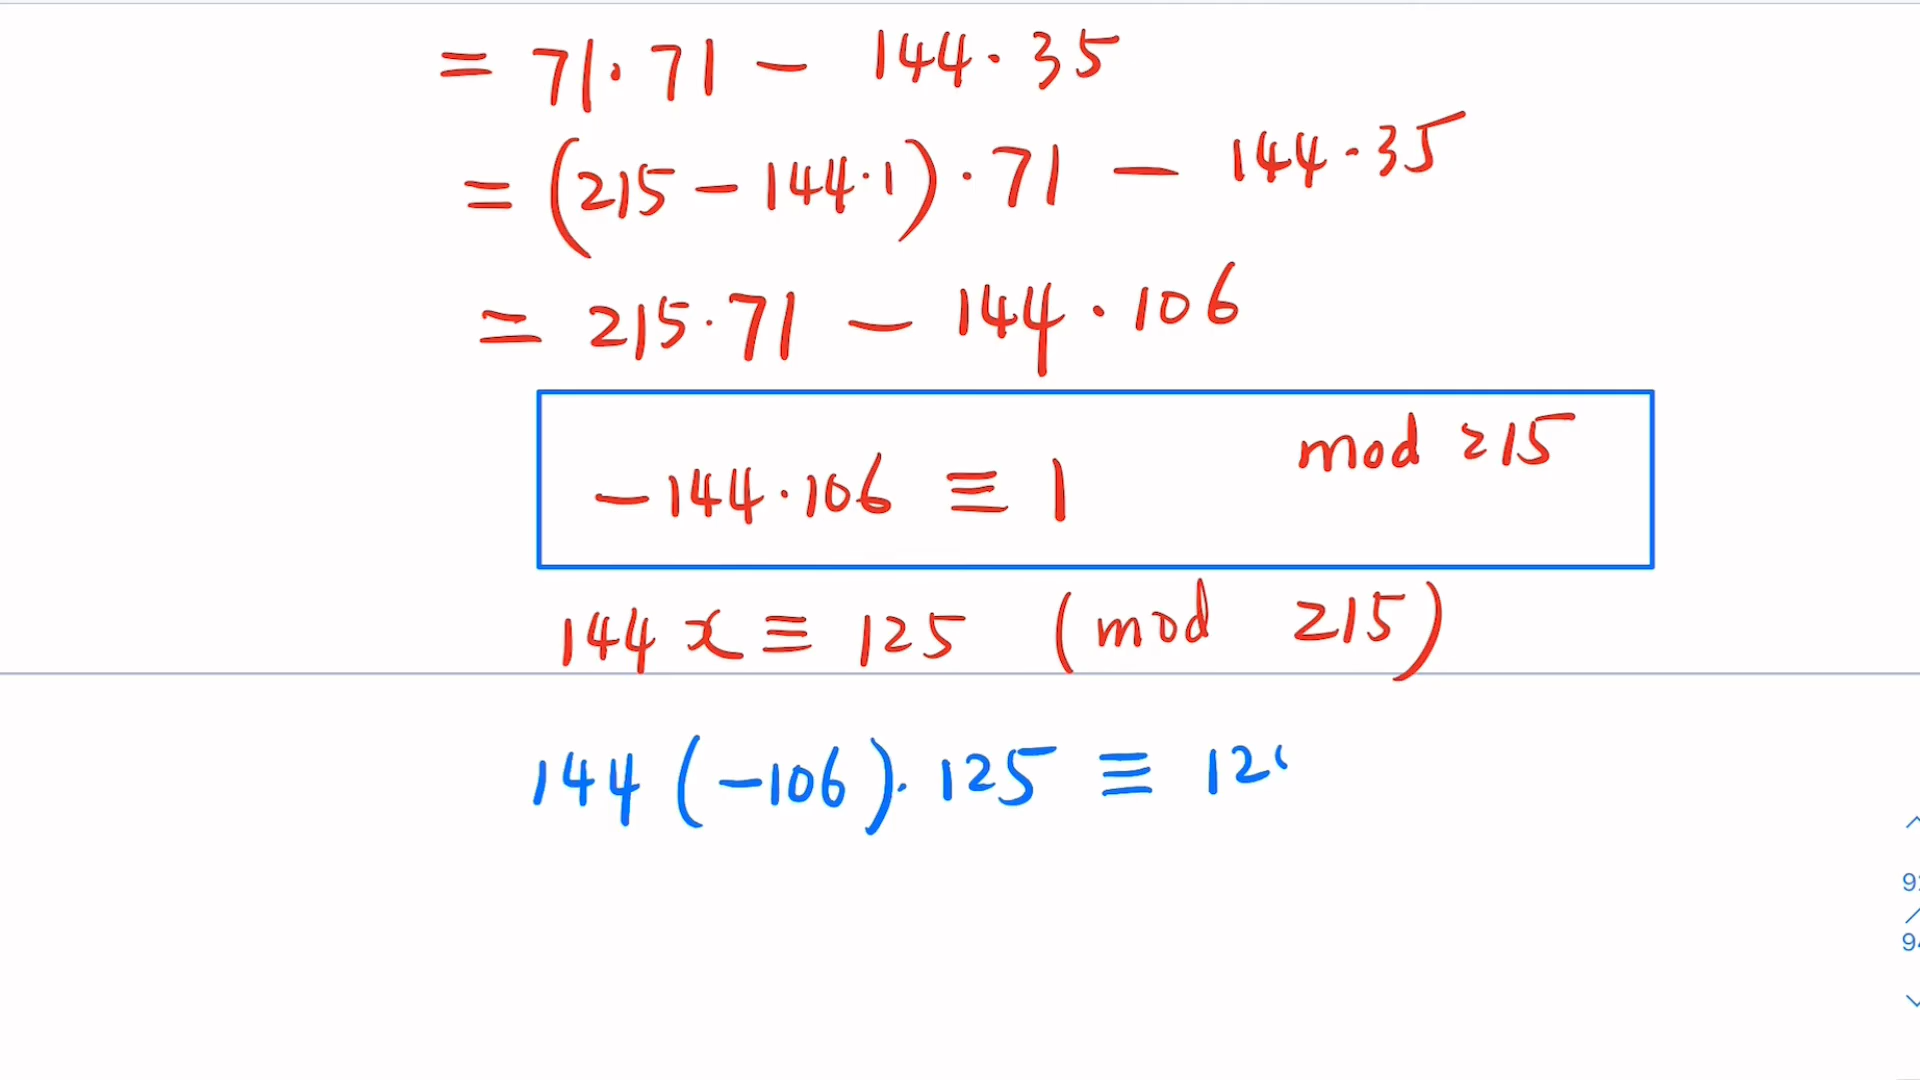 = 71·71 − 144·35
= (215 − 144·1)·71 − 144·35
= 215·71 − 144·106
−144·106 ≡ 1 mod 215
144 x ≡ 125 (mod 215)
144 (−106)·125 ≡ 12